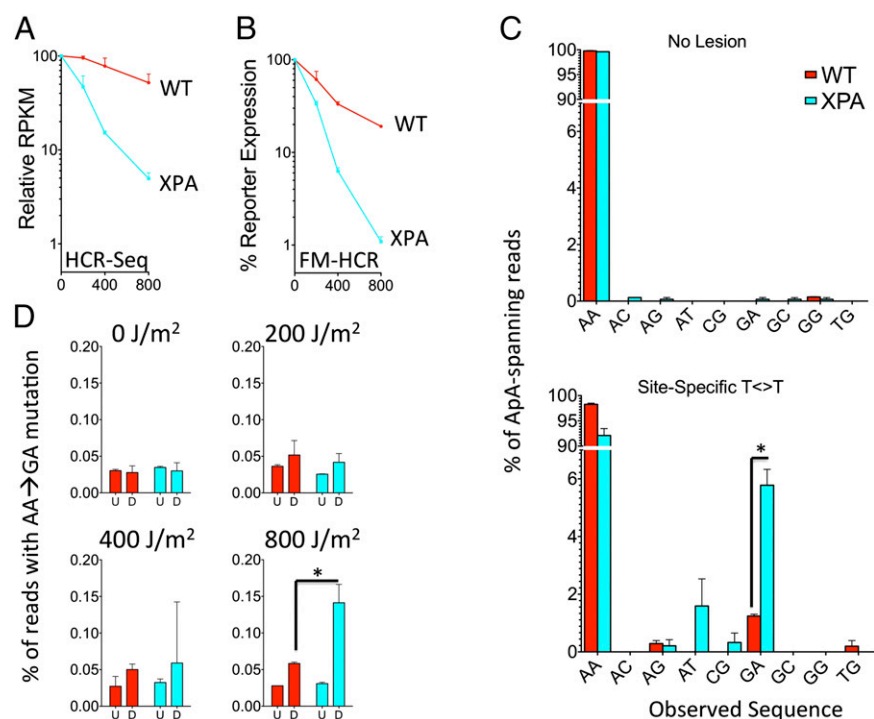 A
100
10
1
Relative RPKM
WT
XPA
HCR-Seq
0 400 800
B
100
10
1
% Reporter Expression
WT
XPA
FM-HCR
0 400 800
C
No Lesion
WT
XPA
100
95
90
6
4
2
0
AA AC AG AT CG GA GC GG TG
% of ApA-spanning reads
Site-Specific T<>T
100
95
90
6
4
2
0
*
AA AC AG AT CG GA GC GG TG
Observed Sequence
D
% of reads with AA→GA mutation
0 J/m²
0.20
0.15
0.10
0.05
0.00
U D U D
200 J/m²
0.20
0.15
0.10
0.05
0.00
U D U D
400 J/m²
0.20
0.15
0.10
0.05
0.00
U D U D
800 J/m²
0.20
0.15
0.10
0.05
0.00
*
U D U D